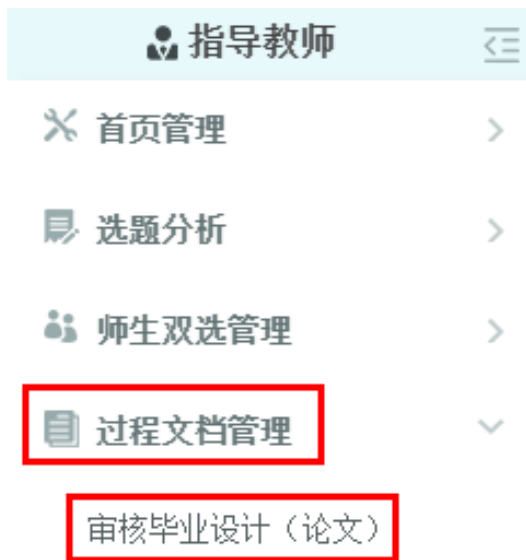 指导教师
首页管理
选题分析
师生双选管理
过程文档管理
审核毕业设计（论文）